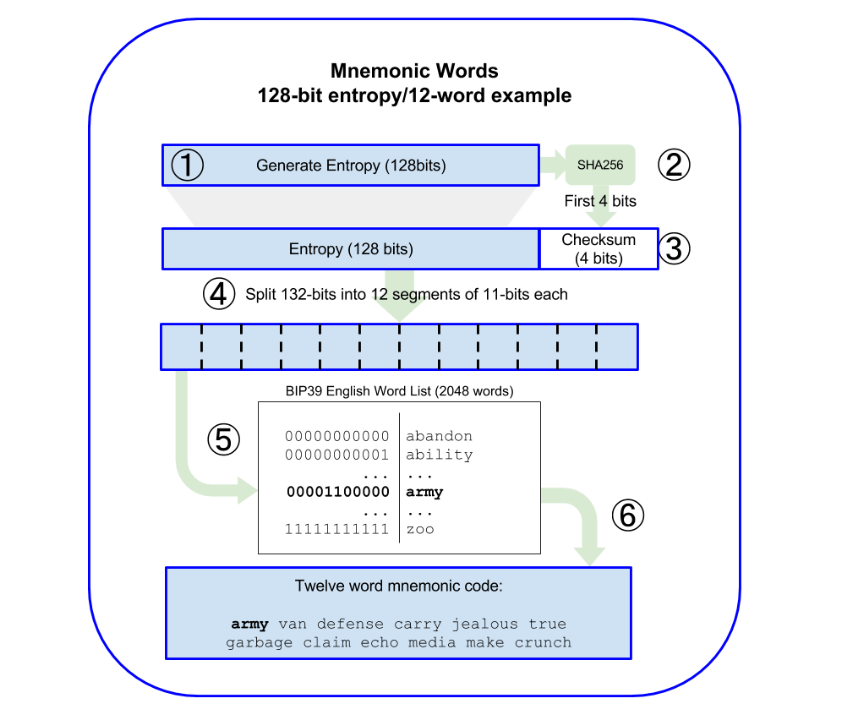 Mnemonic Words
128-bit entropy/12-word example
① Generate Entropy (128bits)
SHA256
②
First 4 bits
Entropy (128 bits)
Checksum
(4 bits)
③
④ Split 132-bits into 12 segments of 11-bits each
BIP39 English Word List (2048 words)
⑤
00000000000 abandon
00000000001 ability
... ...
00001100000 army
... ...
11111111111 zoo
⑥
Twelve word mnemonic code:
army van defense carry jealous true
garbage claim echo media make crunch